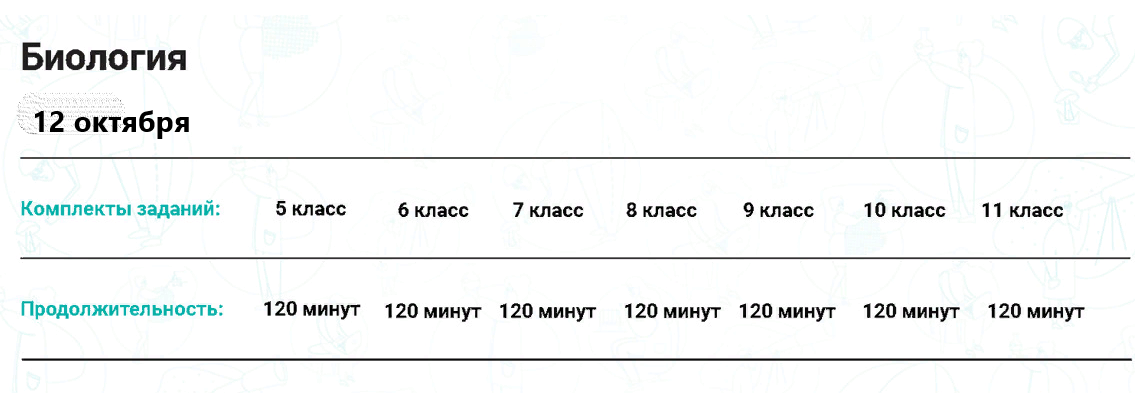 Биология
12 октября
Комплекты заданий: 5 класс 6 класс 7 класс 8 класс 9 класс 10 класс 11 класс
Продолжительность: 120 минут 120 минут 120 минут 120 минут 120 минут 120 минут 120 минут